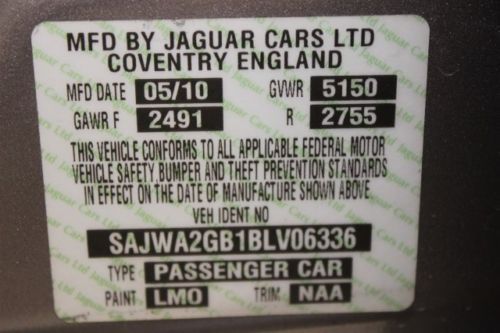 MFD BY JAGUAR CARS LTD
COVENTRY ENGLAND
MFD DATE 05/10 GVWR 5150
GAWR F 2491 R 2755
THIS VEHICLE CONFORMS TO ALL APPLICABLE FEDERAL MOTOR
VEHICLE SAFETY, BUMPER AND THEFT PREVENTION STANDARDS
IN EFFECT ON THE DATE OF MANUFACTURE SHOWN ABOVE.
VEH IDENT NO
SAJWA2GB1BLV06336
TYPE PASSENGER CAR
PAINT LMO TRIM NAA